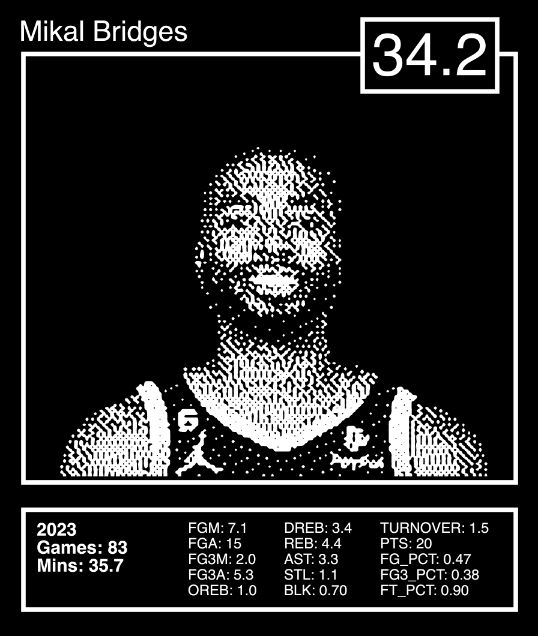 Mikal Bridges
34.2
6
2023
Games: 83
Mins: 35.7
FGM: 7.1
FGA: 15
FG3M: 2.0
FG3A: 5.3
OREB: 1.0
DREB: 3.4
REB: 4.4
AST: 3.3
STL: 1.1
BLK: 0.70
TURNOVER: 1.5
PTS: 20
FG_PCT: 0.47
FG3_PCT: 0.38
FT_PCT: 0.90